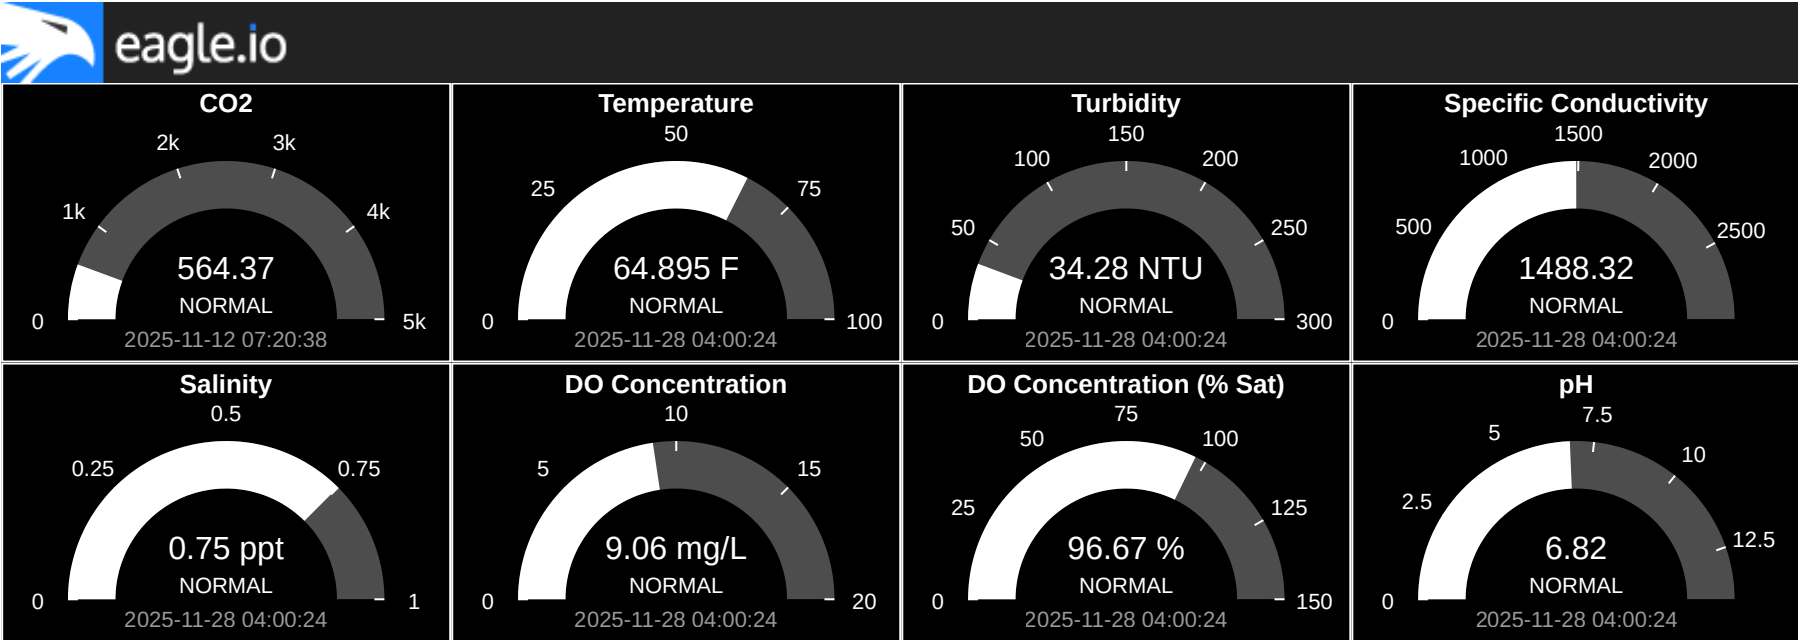 eagle.io
CO2
0
1k
2k
3k
4k
5k
564.37
NORMAL
2025-11-12 07:20:38
Temperature
0
25
50
75
100
64.895 F
NORMAL
2025-11-28 04:00:24
Turbidity
0
50
100
150
200
250
300
34.28 NTU
NORMAL
2025-11-28 04:00:24
Specific Conductivity
0
500
1000
1500
2000
2500
1488.32
NORMAL
2025-11-28 04:00:24
Salinity
0
0.25
0.5
0.75
1
0.75 ppt
NORMAL
2025-11-28 04:00:24
DO Concentration
0
5
10
15
20
9.06 mg/L
NORMAL
2025-11-28 04:00:24
DO Concentration (% Sat)
0
25
50
75
100
125
150
96.67 %
NORMAL
2025-11-28 04:00:24
pH
0
2.5
5
7.5
10
12.5
6.82
NORMAL
2025-11-28 04:00:24